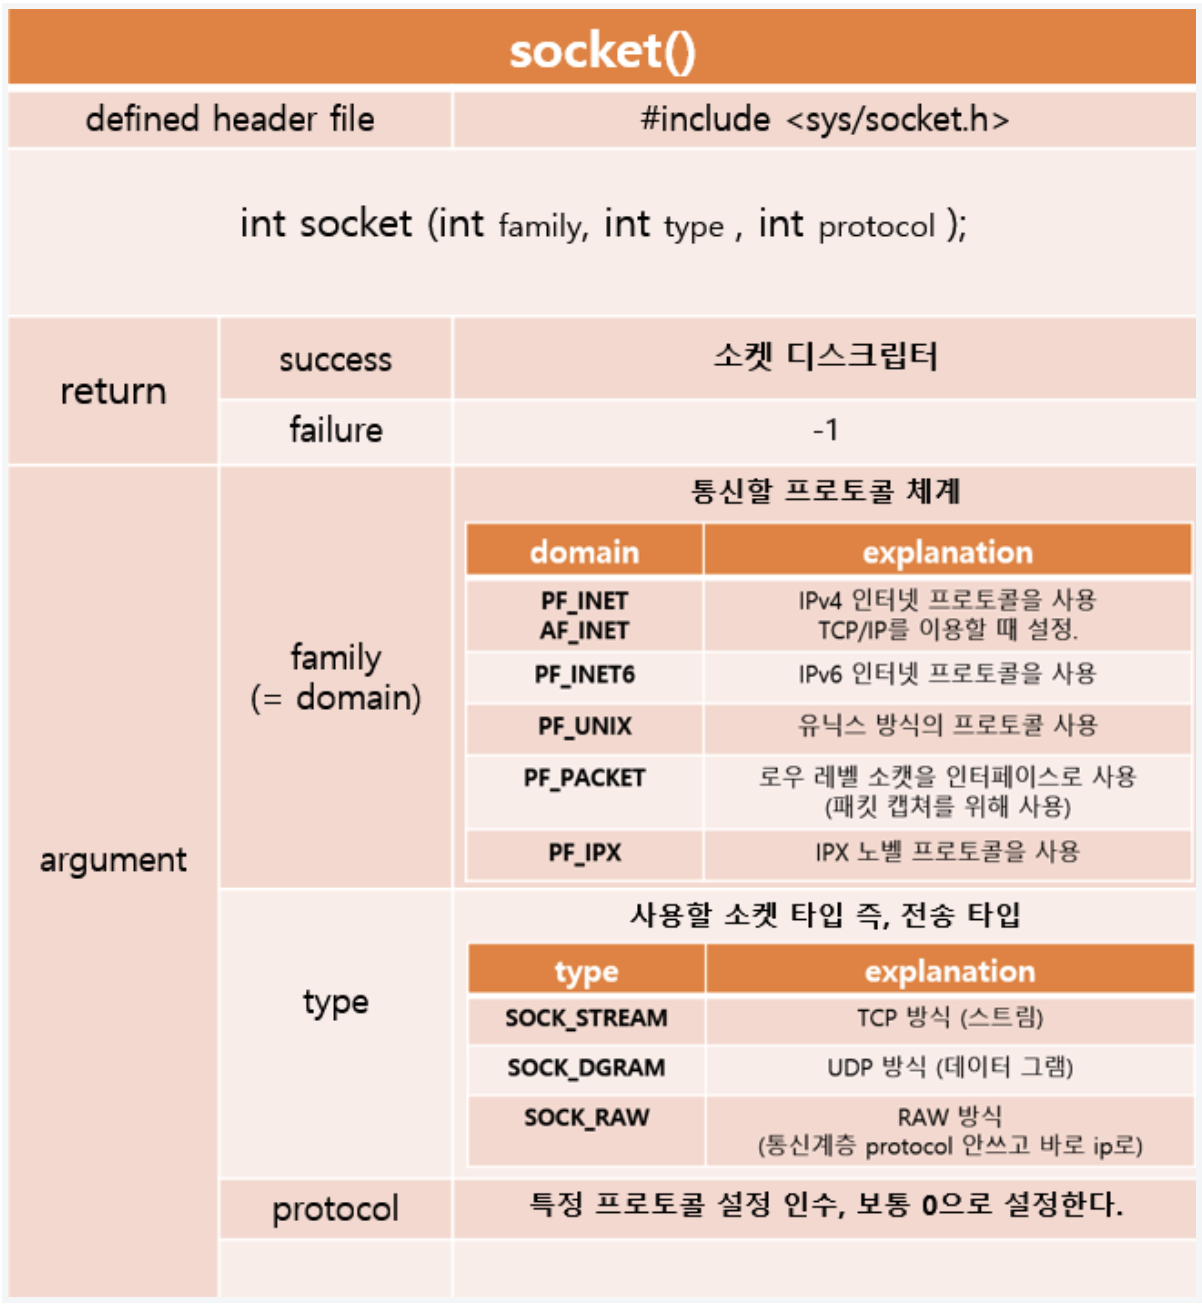 socket()
defined header file
#include <sys/socket.h>
int socket (int family, int type , int protocol );
return
success
소켓 디스크립터
failure
-1
argument
family
(= domain)
통신할 프로토콜 체계
domain
explanation
PF_INET
AF_INET
IPv4 인터넷 프로토콜을 사용
TCP/IP를 이용할 때 설정.
PF_INET6
IPv6 인터넷 프로토콜을 사용
PF_UNIX
유닉스 방식의 프로토콜 사용
PF_PACKET
로우 레벨 소캣을 인터페이스로 사용
(패킷 캡쳐를 위해 사용)
PF_IPX
IPX 노벨 프로토콜을 사용
type
사용할 소켓 타입 즉, 전송 타입
type
explanation
SOCK_STREAM
TCP 방식 (스트림)
SOCK_DGRAM
UDP 방식 (데이터 그램)
SOCK_RAW
RAW 방식
(통신계층 protocol 안쓰고 바로 ip로)
protocol
특정 프로토콜 설정 인수, 보통 0으로 설정한다.